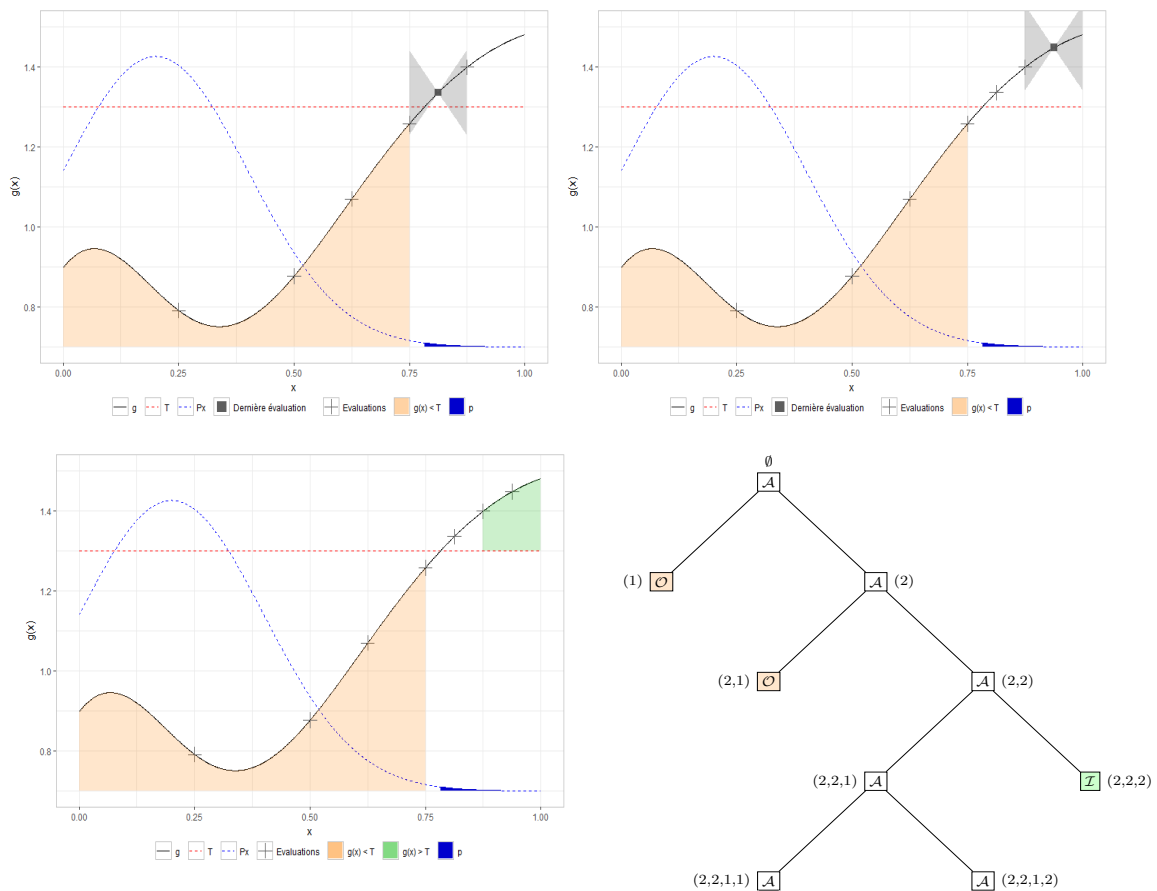 1.4
1.2
1.0
0.8
g(x)
0.00 0.25 0.50 0.75 1.00
x
g T Px Dernière évaluation Evaluations g(x) < T p
1.4
1.2
1.0
0.8
g(x)
0.00 0.25 0.50 0.75 1.00
x
g T Px Dernière évaluation Evaluations g(x) < T p
1.4
1.2
1.0
0.8
g(x)
0.00 0.25 0.50 0.75 1.00
x
g T Px Evaluations g(x) < T g(x) > T p
∅
𝒜
(1) 𝒪 𝒜 (2)
(2,1) 𝒪 𝒜 (2,2)
(2,2,1) 𝒜 ℐ (2,2,2)
(2,2,1,1) 𝒜 𝒜 (2,2,1,2)